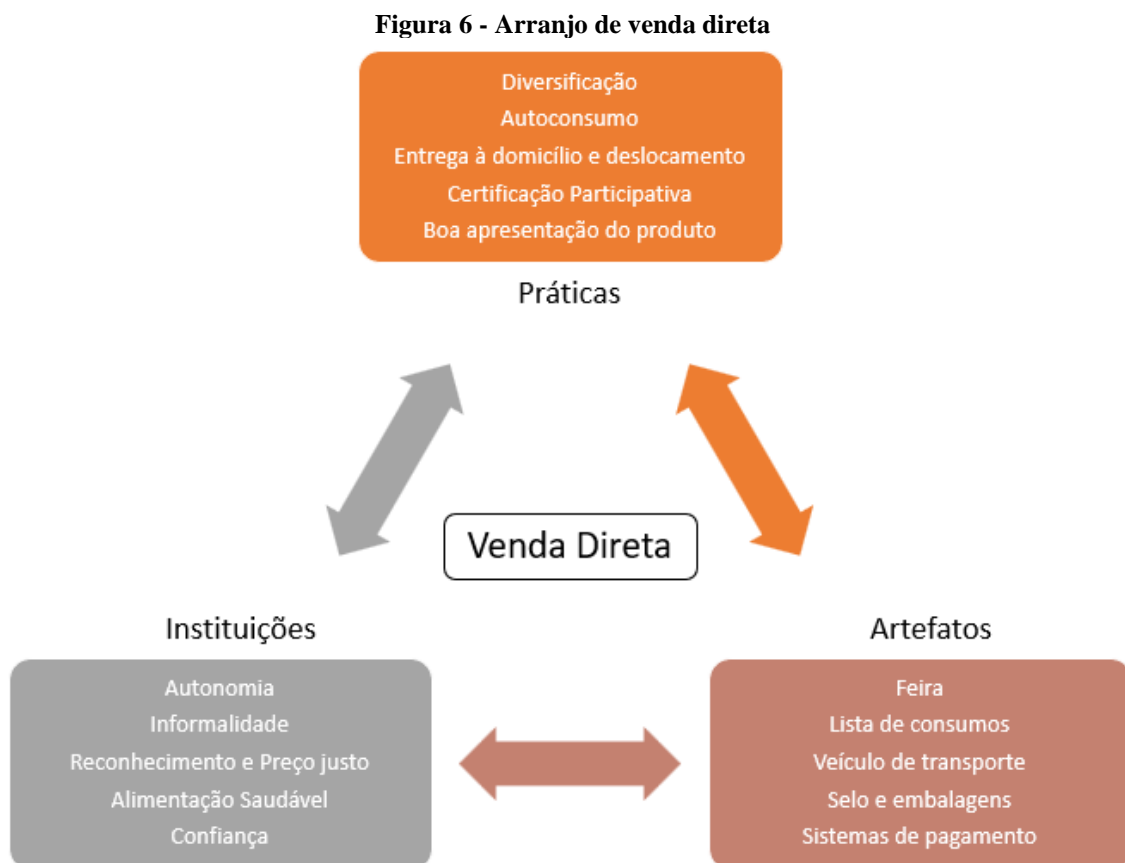 Figura 6 - Arranjo de venda direta
Diversificação
Autoconsumo
Entrega à domicílio e deslocamento
Certificação Participativa
Boa apresentação do produto
Práticas
Venda Direta
Instituições
Autonomia
Informalidade
Reconhecimento e Preço justo
Alimentação Saudável
Confiança
Artefatos
Feira
Lista de consumos
Veículo de transporte
Selo e embalagens
Sistemas de pagamento